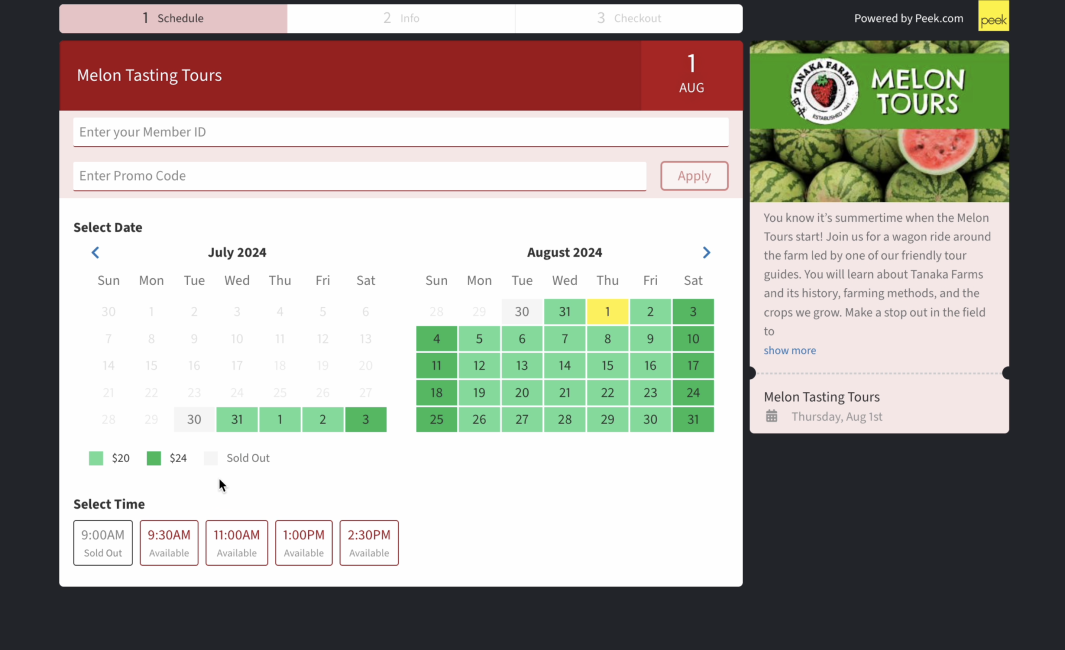 1 Schedule
2 Info
3 Checkout
Powered by Peek.com
peek
Melon Tasting Tours
1
AUG
Enter your Member ID
Enter Promo Code
Apply
Select Date
July 2024
Sun Mon Tue Wed Thu Fri Sat
30 1 2 3 4 5 6
7 8 9 10 11 12 13
14 15 16 17 18 19 20
21 22 23 24 25 26 27
28 29 30 31 1 2 3
August 2024
Sun Mon Tue Wed Thu Fri Sat
28 29 30 31 1 2 3
4 5 6 7 8 9 10
11 12 13 14 15 16 17
18 19 20 21 22 23 24
25 26 27 28 29 30 31
$20 $24 Sold Out
Select Time
9:00AM
Sold Out
9:30AM
Available
11:00AM
Available
1:00PM
Available
2:30PM
Available
TANAKA FARMS
ESTABLISHED 1941
MELON
TOURS
You know it's summertime when the Melon
Tours start! Join us for a wagon ride around
the farm led by one of our friendly tour
guides. You will learn about Tanaka Farms
and its history, farming methods, and the
crops we grow. Make a stop out in the field
to
show more
Melon Tasting Tours
Thursday, Aug 1st